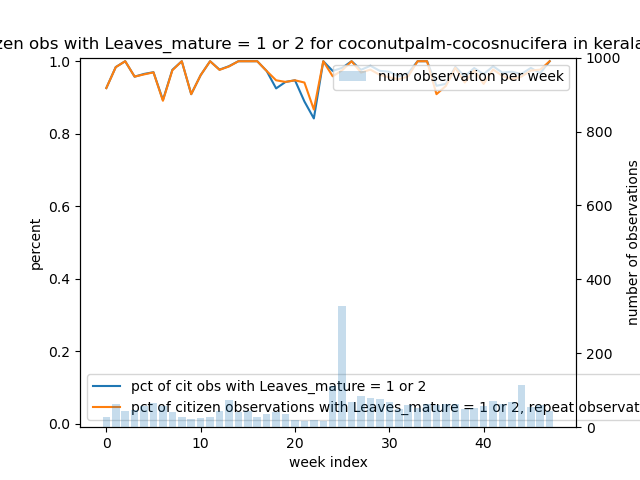 zen obs with Leaves_mature = 1 or 2 for coconutpalm-cocosnucifera in kerala
1.0
0.8
0.6
0.4
0.2
0.0
percent
0
10
20
30
40
week index
1000
800
600
400
200
0
number of observations
num observation per week
pct of cit obs with Leaves_mature = 1 or 2
pct of citizen observations with Leaves_mature = 1 or 2, repeat observat